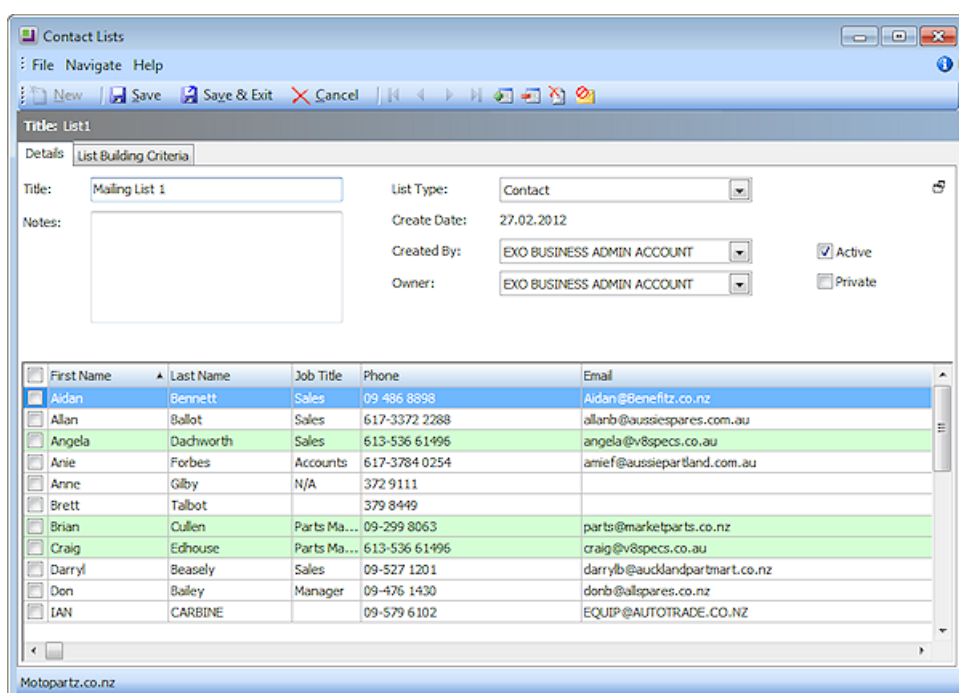 Contact Lists
File Navigate Help
New Save Save & Exit Cancel
Title: List1
Details List Building Criteria
Title: Mailing List 1 List Type: Contact
Notes: Create Date: 27.02.2012
Created By: EXO BUSINESS ADMIN ACCOUNT Active
Owner: EXO BUSINESS ADMIN ACCOUNT Private
First Name Last Name Job Title Phone Email
Aidan Bennett Sales 09 486 8898 Aidan@Benefitz.co.nz
Allan Ballot Sales 617-3372 2288 allanb@aussiespares.com.au
Angela Dachworth Sales 613-536 61496 angela@v8specs.co.au
Anie Forbes Accounts 617-3784 0254 amief@aussiepartland.com.au
Anne Gilby N/A 372 9111
Brett Talbot 379 8449
Brian Cullen Parts Ma... 09-299 8063 parts@marketparts.co.nz
Craig Edhouse Parts Ma... 613-536 61496 craig@v8specs.co.au
Darryl Beasely Sales 09-527 1201 darrylb@aucklandpartmart.co.nz
Don Bailey Manager 09-476 1430 donb@allspares.co.nz
IAN CARBINE 09-579 6102 EQUIP@AUTOTRADE.CO.NZ
Motopartz.co.nz